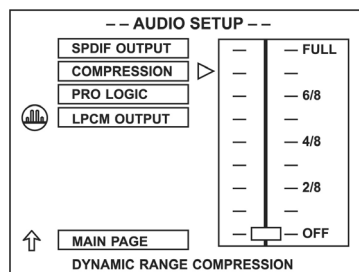 -- AUDIO SETUP --
SPDIF OUTPUT
COMPRESSION
PRO LOGIC
LPCM OUTPUT
MAIN PAGE
FULL
6/8
4/8
2/8
OFF
DYNAMIC RANGE COMPRESSION